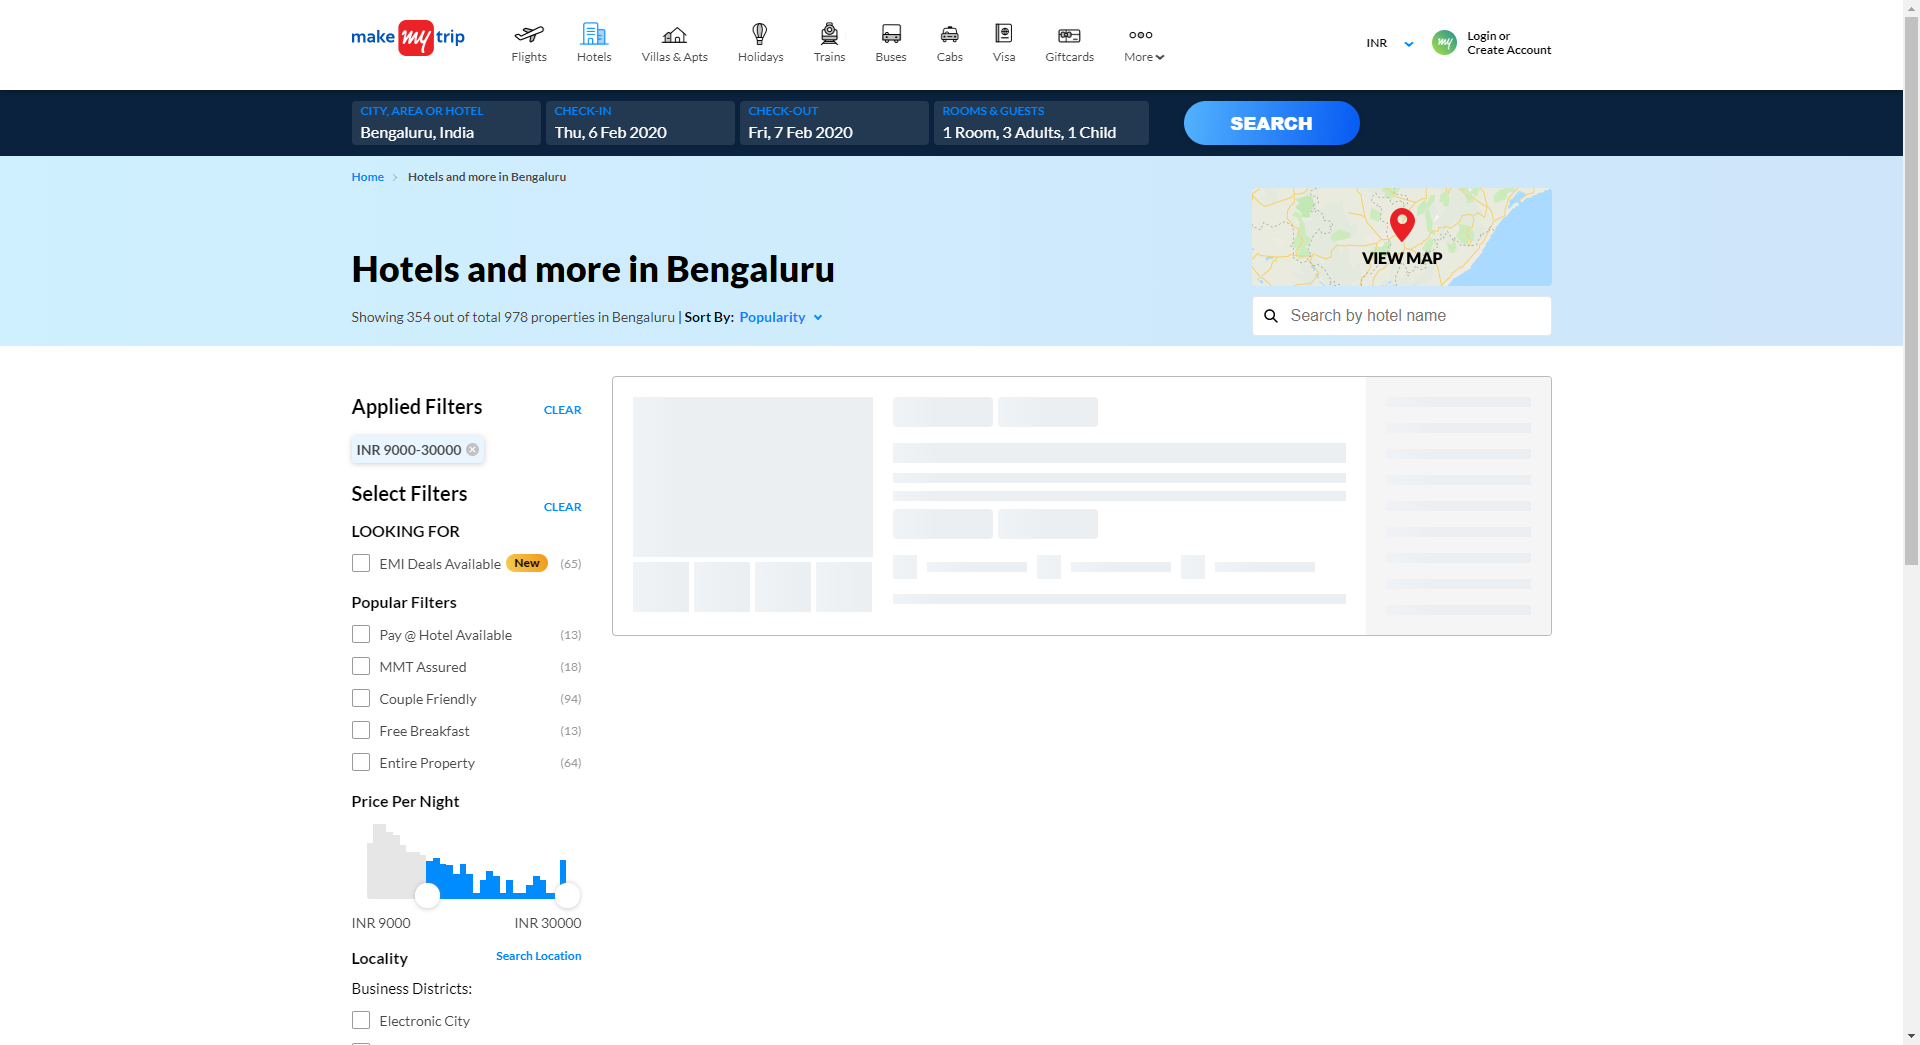 make my trip
Flights
Hotels
Villas & Apts
Holidays
Trains
Buses
Cabs
Visa
Giftcards
More
INR
my
Login or
Create Account
CITY, AREA OR HOTEL
Bengaluru, India
CHECK-IN
Thu, 6 Feb 2020
CHECK-OUT
Fri, 7 Feb 2020
ROOMS & GUESTS
1 Room, 3 Adults, 1 Child
SEARCH
Home > Hotels and more in Bengaluru
VIEW MAP
Hotels and more in Bengaluru
Showing 354 out of total 978 properties in Bengaluru | Sort By: Popularity
Search by hotel name
Applied Filters
CLEAR
INR 9000-30000
Select Filters
CLEAR
LOOKING FOR
EMI Deals Available New (65)
Popular Filters
Pay @ Hotel Available (13)
MMT Assured (18)
Couple Friendly (94)
Free Breakfast (13)
Entire Property (64)
Price Per Night
INR 9000 INR 30000
Locality Search Location
Business Districts:
Electronic City